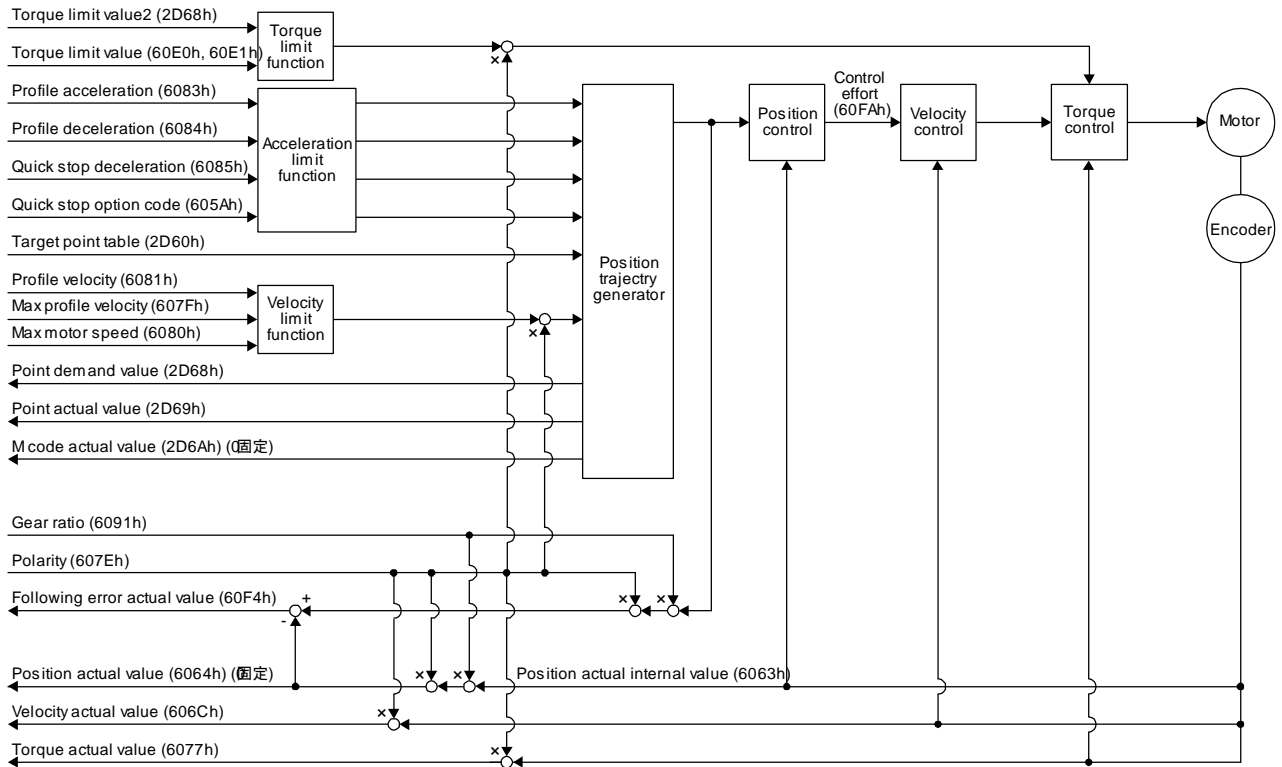 Torque limit value2 (2D68h)
Torque limit value (60E0h, 60E1h)
Torque
limit
function
×
Profile acceleration (6083h)
Profile deceleration (6084h)
Quick stop deceleration (6085h)
Quick stop option code (605Ah)
Acceleration
limit
function
Target point table (2D60h)
Profile velocity (6081h)
Max profile velocity (607Fh)
Max motor speed (6080h)
Velocity
limit
function
×
Position
trajectry
generator
Position
control
Control
effort
(60FAh)
Velocity
control
Torque
control
Motor
Encoder
Point demand value (2D68h)
Point actual value (2D69h)
M code actual value (2D6Ah) (0固定)
Gear ratio (6091h)
Polarity (607Eh)
Following error actual value (60F4h)
+
-
×
×
Position actual value (6064h) (0固定)
×
×
Position actual internal value (6063h)
Velocity actual value (606Ch)
×
Torque actual value (6077h)
×